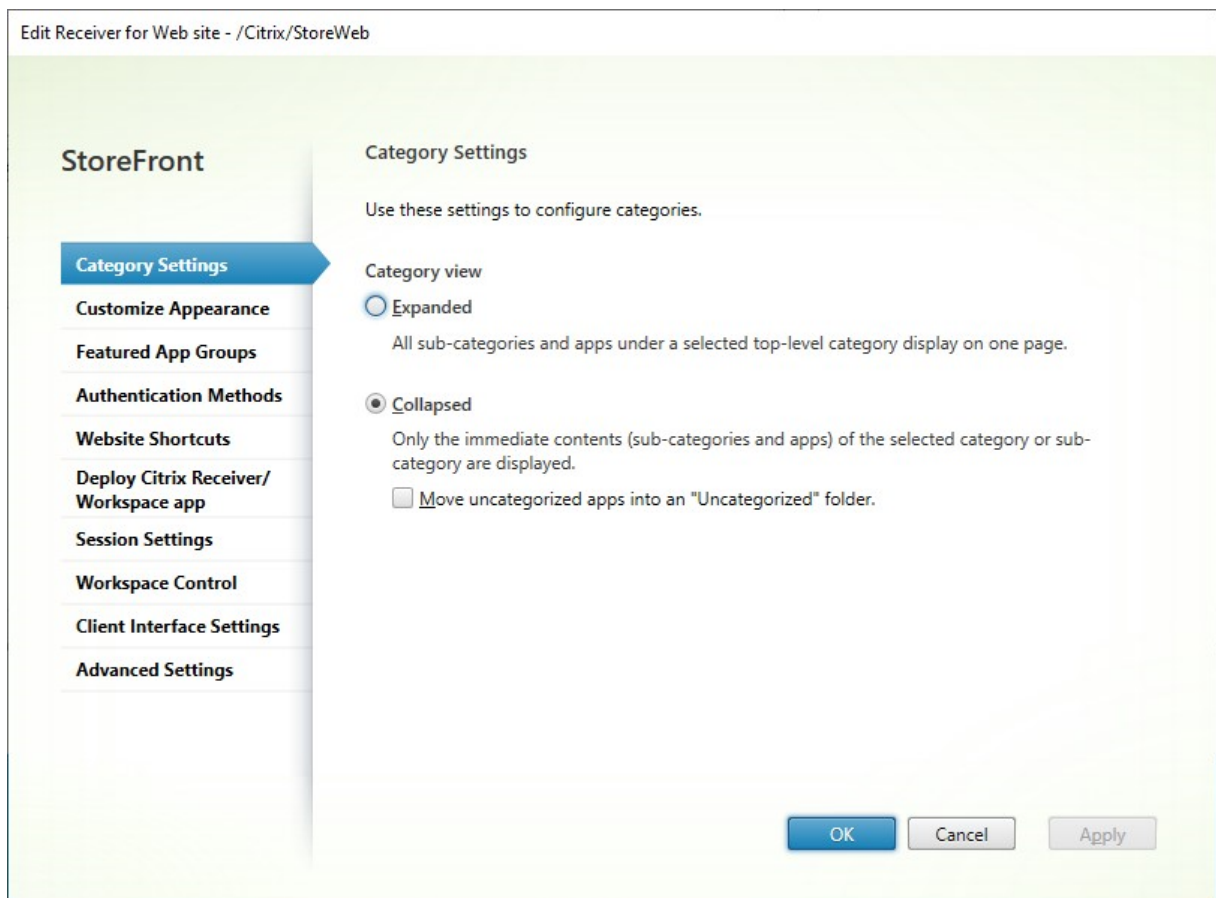 Edit Receiver for Web site - /Citrix/StoreWeb
StoreFront
Category Settings
Customize Appearance
Featured App Groups
Authentication Methods
Website Shortcuts
Deploy Citrix Receiver/
Workspace app
Session Settings
Workspace Control
Client Interface Settings
Advanced Settings
Category Settings
Use these settings to configure categories.
Category view
Expanded
All sub-categories and apps under a selected top-level category display on one page.
Collapsed
Only the immediate contents (sub-categories and apps) of the selected category or sub-
category are displayed.
Move uncategorized apps into an "Uncategorized" folder.
OK
Cancel
Apply